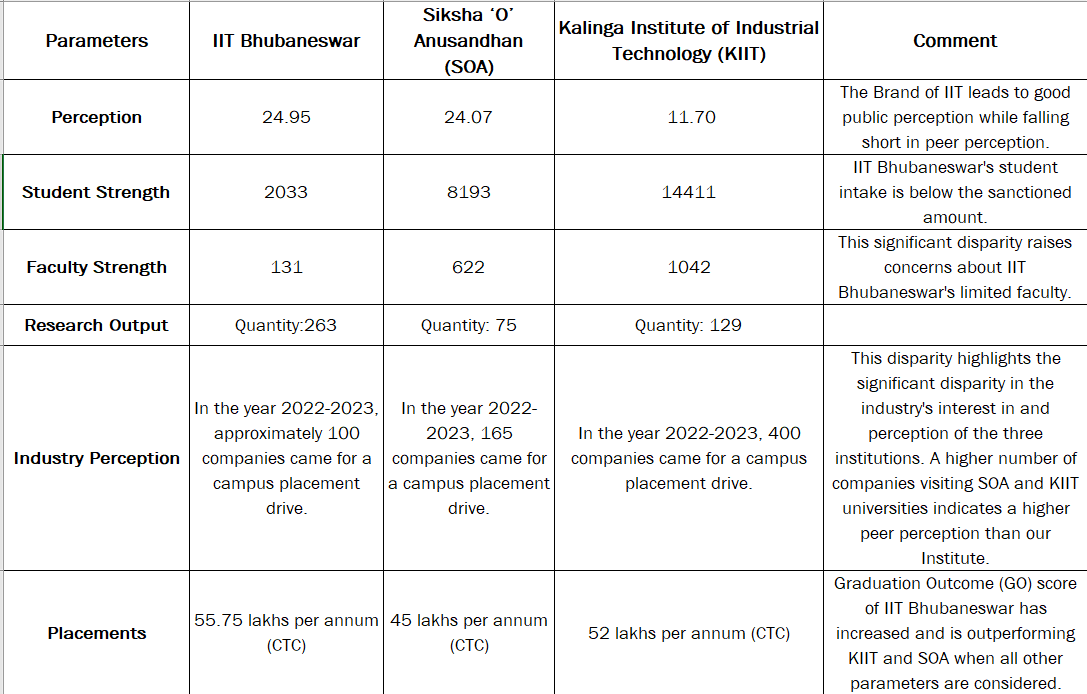 Parameters
IIT Bhubaneswar
Siksha ‘O’
Anusandhan
(SOA)
Kalinga Institute of Industrial
Technology (KIIT)
Comment
Perception
24.95
24.07
11.70
The Brand of IIT leads to good
public perception while falling
short in peer perception.
Student Strength
2033
8193
14411
IIT Bhubaneswar's student
intake is below the sanctioned
amount.
Faculty Strength
131
622
1042
This significant disparity raises
concerns about IIT
Bhubaneswar's limited faculty.
Research Output
Quantity:263
Quantity: 75
Quantity: 129
Industry Perception
In the year 2022-2023,
approximately 100
companies came for a
campus placement
drive.
In the year 2022-
2023, 165
companies came for
a campus placement
drive.
In the year 2022-2023, 400
companies came for a campus
placement drive.
This disparity highlights the
significant disparity in the
industry's interest in and
perception of the three
institutions. A higher number of
companies visiting SOA and KIIT
universities indicates a higher
peer perception than our
Institute.
Placements
55.75 lakhs per annum
(CTC)
45 lakhs per annum
(CTC)
52 lakhs per annum (CTC)
Graduation Outcome (GO) score
of IIT Bhubaneswar has
increased and is outperforming
KIIT and SOA when all other
parameters are considered.